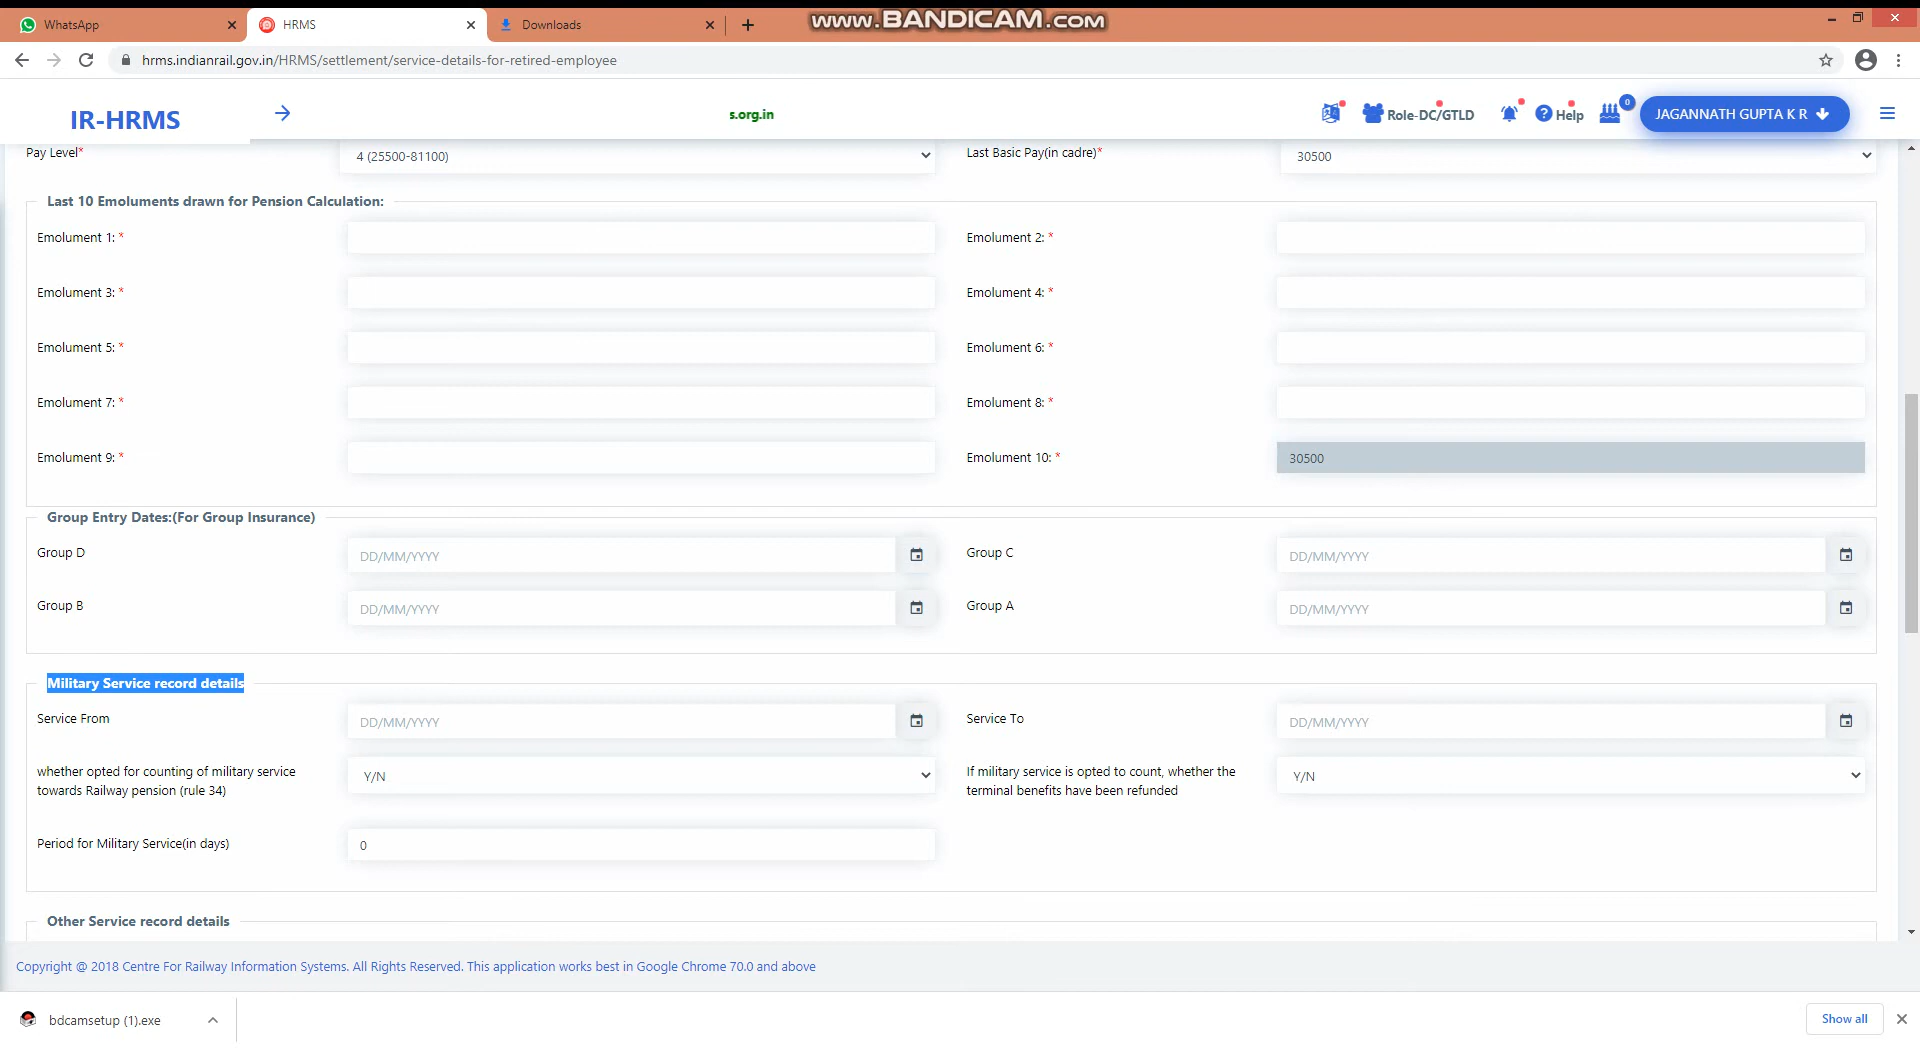 WhatsApp
HRMS
Downloads
www.BANDICAM.com
hrms.indianrail.gov.in/HRMS/settlement/service-details-for-retired-employee
IR-HRMS
s.org.in
Role-DC/GTLD
Help
0
JAGANNATH GUPTA K R
Pay Level*
4 (25500-81100)
Last Basic Pay(in cadre)*
30500
Last 10 Emoluments drawn for Pension Calculation:
Emolument 1: *
Emolument 2: *
Emolument 3: *
Emolument 4: *
Emolument 5: *
Emolument 6: *
Emolument 7: *
Emolument 8: *
Emolument 9: *
Emolument 10: *
30500
Group Entry Dates:(For Group Insurance)
Group D
DD/MM/YYYY
Group C
DD/MM/YYYY
Group B
DD/MM/YYYY
Group A
DD/MM/YYYY
Military Service record details
Service From
DD/MM/YYYY
Service To
DD/MM/YYYY
whether opted for counting of military service
towards Railway pension (rule 34)
Y/N
If military service is opted to count, whether the
terminal benefits have been refunded
Y/N
Period for Military Service(in days)
0
Other Service record details
Copyright @ 2018 Centre For Railway Information Systems. All Rights Reserved. This application works best in Google Chrome 70.0 and above
bdcamsetup (1).exe
Show all